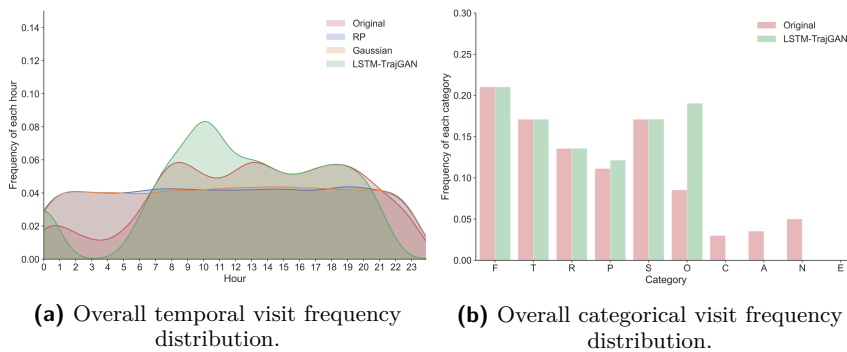 0.14
0.12
0.10
0.08
0.06
0.04
0.02
0.00
Frequency of each hour
0 1 2 3 4 5 6 7 8 9 10 11 12 13 14 15 16 17 18 19 20 21 22 23
Hour
Original
RP
Gaussian
LSTM-TrajGAN
(a) Overall temporal visit frequency
distribution.
0.30
0.25
0.20
0.15
0.10
0.05
0.00
Frequency of each category
F T R P S O C A N E
Category
Original
LSTM-TrajGAN
(b) Overall categorical visit frequency
distribution.